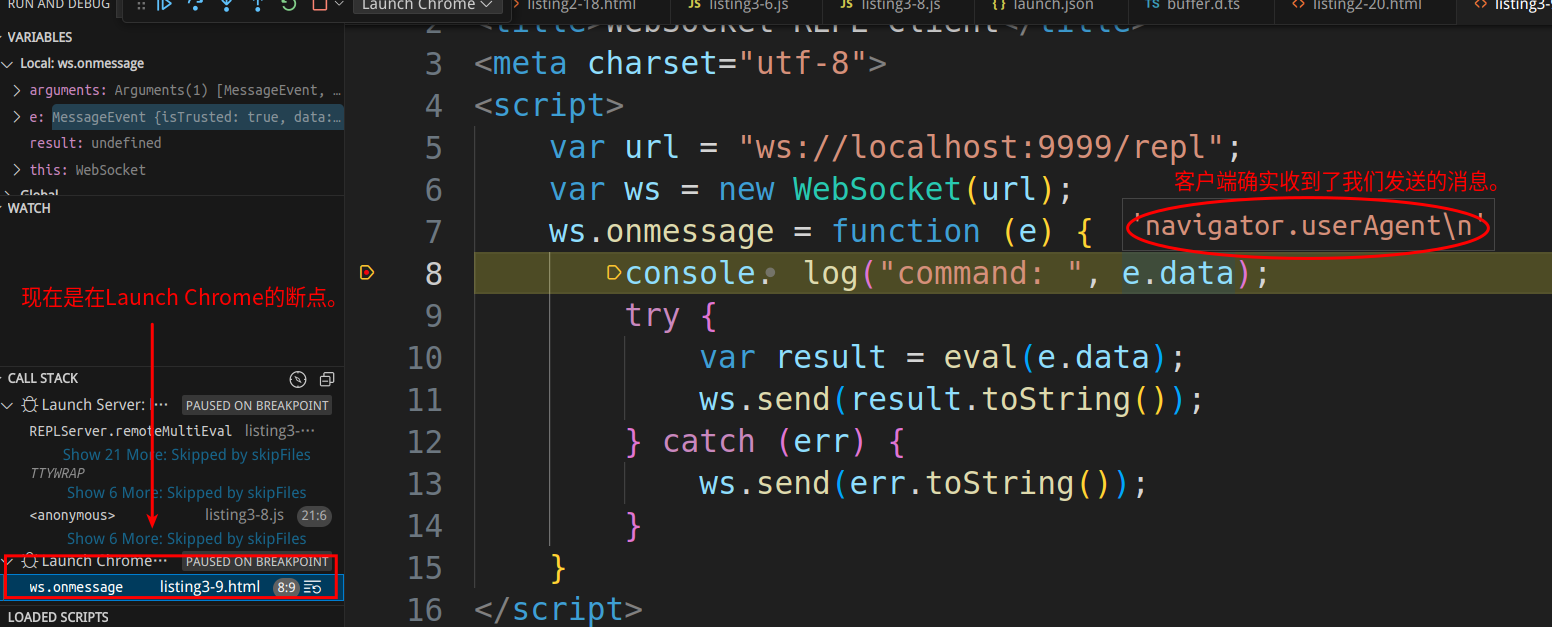 RUN AND DEBUG
Launch Chrome
listing2-18.html
JS listing3-6.js
JS listing3-8.js
{} launch.json
TS buffer.d.ts
<> listing2-20.html
<> listing3-9
VARIABLES
Local: ws.onmessage
arguments: Arguments(1) [MessageEvent, …
e: MessageEvent {isTrusted: true, data:…
result: undefined
this: WebSocket
Global
WATCH
现在是在Launch Chrome的断点。
CALL STACK
Launch Server: ⋯ PAUSED ON BREAKPOINT
REPLServer.remoteMultiEval listing3-⋯
Show 21 More: Skipped by skipFiles
TTYWRAP
Show 6 More: Skipped by skipFiles
<anonymous> listing3-8.js 21:6
Show 6 More: Skipped by skipFiles
Launch Chrome⋯ PAUSED ON BREAKPOINT
ws.onmessage listing3-9.html 8:9
LOADED SCRIPTS
2 <title>WebSocket REPL Client</title>
3 <meta charset="utf-8">
4 <script>
5 var url = "ws://localhost:9999/repl";
6 var ws = new WebSocket(url);
客户端确实收到了我们发送的消息。
7 ws.onmessage = function (e) {
'navigator.userAgent\n'
8 console. log("command: ", e.data);
9 try {
10 var result = eval(e.data);
11 ws.send(result.toString());
12 } catch (err) {
13 ws.send(err.toString());
14 }
15 }
16 </script>